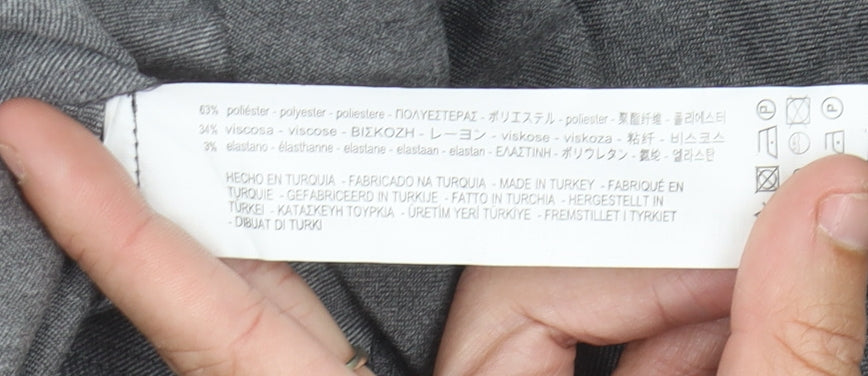 63% poliéster - polyester - poliestere - ΠΟΛΥΕΣΤΕΡΑΣ - ポリエステル - poliester - 聚酯纤维 - 폴리에스터
34% viscosa - viscose - ΒΙΣΚΟΖΗ - レーヨン - viskose - viskoza - 粘纤 - 비스코스
3% elastano - élasthanne - elastane - elastaan - elastan - ΕΛΑΣΤΙΝΗ - ポリウレタン - 氨纶 - 엘라스탄
HECHO EN TURQUIA - FABRICADO NA TURQUIA - MADE IN TURKEY - FABRIQUÉ EN
TURQUIE - GEFABRICEERD IN TURKIJE - FATTO IN TURCHIA - HERGESTELLT IN
TÜRKEI - ΚΑΤΑΣΚΕΥΗ ΤΟΥΡΚΙΑ - ÜRETİM YERİ TÜRKİYE - FREMSTILLET I TYRKIET
- DIBUAT DI TURKI
P
P